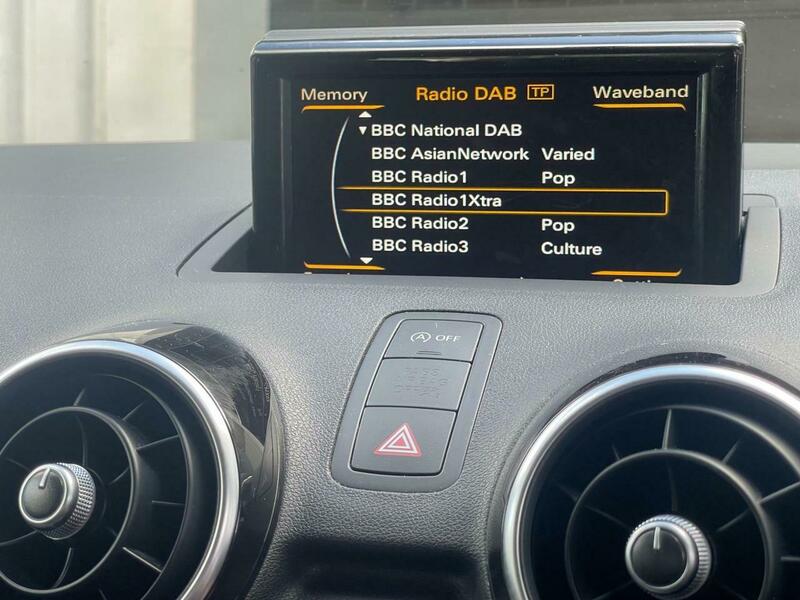 Memory Radio DAB TP Waveband
BBC National DAB
BBC AsianNetwork Varied
BBC Radio1 Pop
BBC Radio1Xtra
BBC Radio2 Pop
BBC Radio3 Culture
A OFF